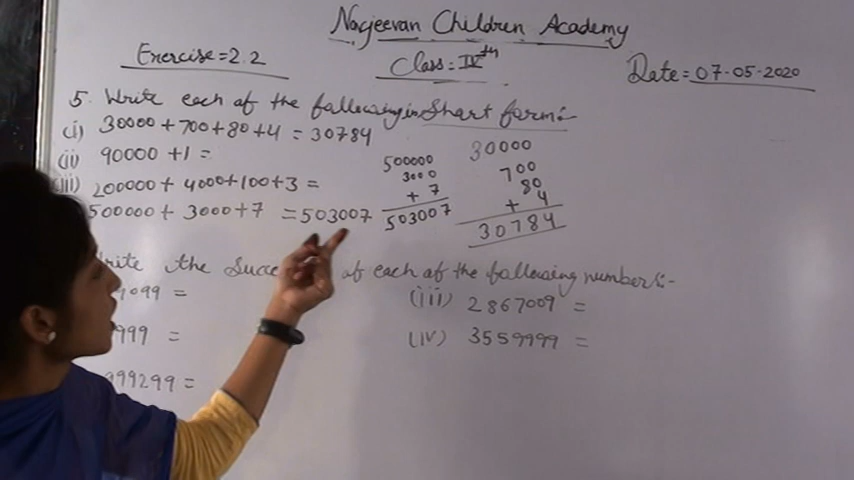 Navjeevan Children Academy
Exercise = 2.2
Class: IVth
Date = 07-05-2020
5. Write each of the following in Short form :-
(i) 30000 + 700 + 80 + 4 = 30784
(ii) 90000 + 1 =
(iii) 200000 + 4000 + 100 + 3 =
500000 + 3000 + 7 = 503007
500000
3000
+ 7
503007
30000
700
80
+ 4
30784
the Succe of each of the following numbers :-
099 =
999 =
999299 =
(iii) 2867009 =
(iv) 3559999 =